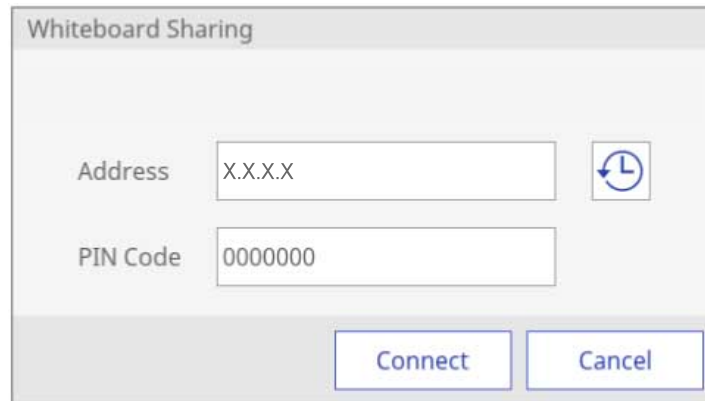 Whiteboard Sharing
Address X.X.X.X
PIN Code 0000000
Connect Cancel